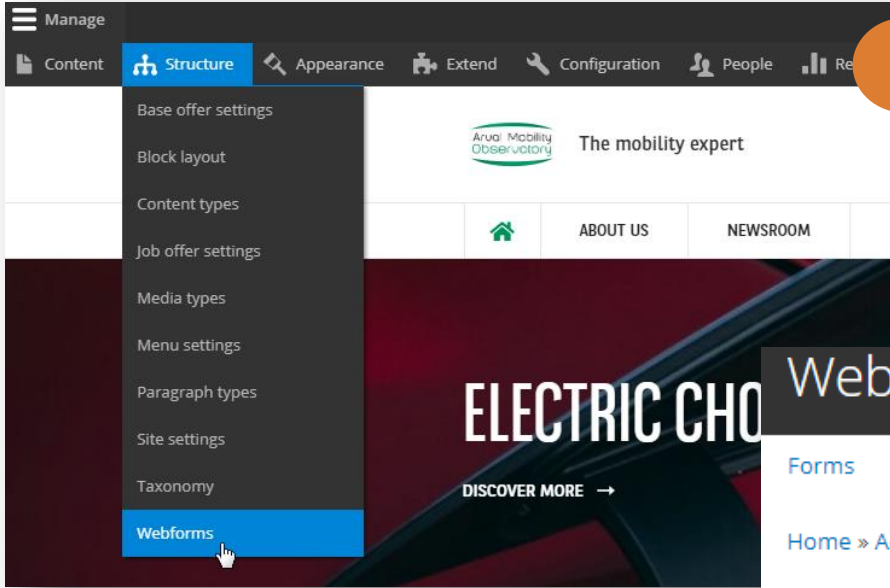 Manage
Content Structure Appearance Extend Configuration People Re
Base offer settings
Block layout
Content types
Job offer settings
Media types
Menu settings
Paragraph types
Site settings
Taxonomy
Webforms
Arval Mobility
Observatory
The mobility expert
ABOUT US NEWSROOM
ELECTRIC CHO
DISCOVER MORE →
Web
Forms
Home » A